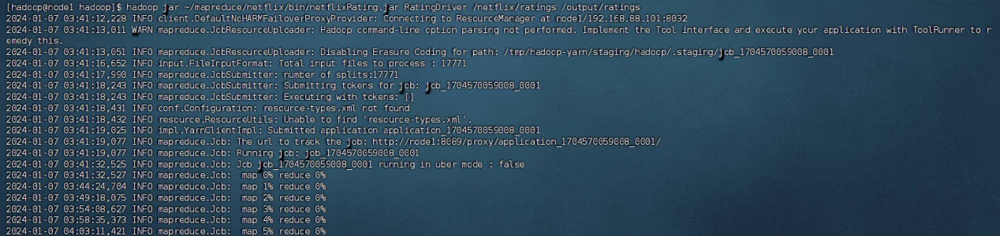 [hadoop@node1 hadoop]$ hadoop jar ~/mapreduce/netflix/bin/netflixRating.jar RatingDriver /netflix/ratings /output/ratings
2024-01-07 03:41:12,228 INFO client.DefaultNoHARMFailoverProxyProvider: Connecting to ResourceManager at node1/192.168.88.101:8032
2024-01-07 03:41:13,011 WARN mapreduce.JobResourceUploader: Hadoop command-line option parsing not performed. Implement the Tool interface and execute your application with ToolRunner to r
emedy this.
2024-01-07 03:41:13,051 INFO mapreduce.JobResourceUploader: Disabling Erasure Coding for path: /tmp/hadoop-yarn/staging/hadoop/.staging/job_1704570059008_0001
2024-01-07 03:41:16,652 INFO input.FileInputFormat: Total input files to process : 17771
2024-01-07 03:41:17,990 INFO mapreduce.JobSubmitter: number of splits:17771
2024-01-07 03:41:18,243 INFO mapreduce.JobSubmitter: Submitting tokens for job: job_1704570059008_0001
2024-01-07 03:41:18,243 INFO mapreduce.JobSubmitter: Executing with tokens: []
2024-01-07 03:41:18,431 INFO conf.Configuration: resource-types.xml not found
2024-01-07 03:41:18,432 INFO resource.ResourceUtils: Unable to find 'resource-types.xml'.
2024-01-07 03:41:19,025 INFO impl.YarnClientImpl: Submitted application application_1704570059008_0001
2024-01-07 03:41:19,077 INFO mapreduce.Job: The url to track the job: http://node1:8089/proxy/application_1704570059008_0001/
2024-01-07 03:41:19,077 INFO mapreduce.Job: Running job: job_1704570059008_0001
2024-01-07 03:41:32,525 INFO mapreduce.Job: Job job_1704570059008_0001 running in uber mode : false
2024-01-07 03:41:32,527 INFO mapreduce.Job:  map 0% reduce 0%
2024-01-07 03:44:24,704 INFO mapreduce.Job:  map 1% reduce 0%
2024-01-07 03:49:18,075 INFO mapreduce.Job:  map 2% reduce 0%
2024-01-07 03:54:08,627 INFO mapreduce.Job:  map 3% reduce 0%
2024-01-07 03:58:35,373 INFO mapreduce.Job:  map 4% reduce 0%
2024-01-07 04:03:11,421 INFO mapreduce.Job:  map 5% reduce 0%